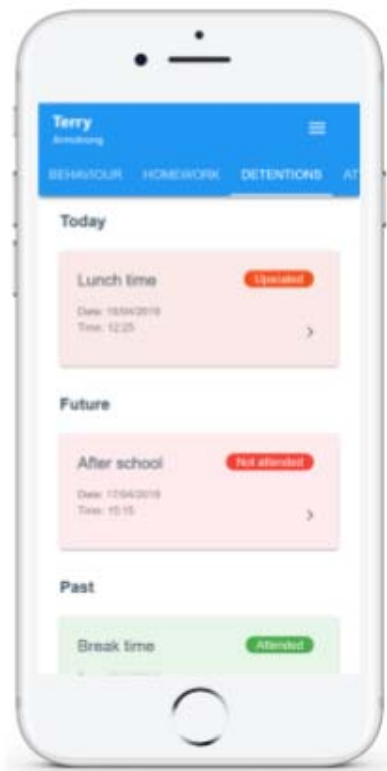 Terry
Armstrong
BEHAVIOUR HOMEWORK DETENTIONS AT
Today
Lunch time Upscaled
Date: /04/2019
Time: 12:25
Future
After school Not attended
Date: 17/04/2019
Time: 15:15
Past
Break time Attended